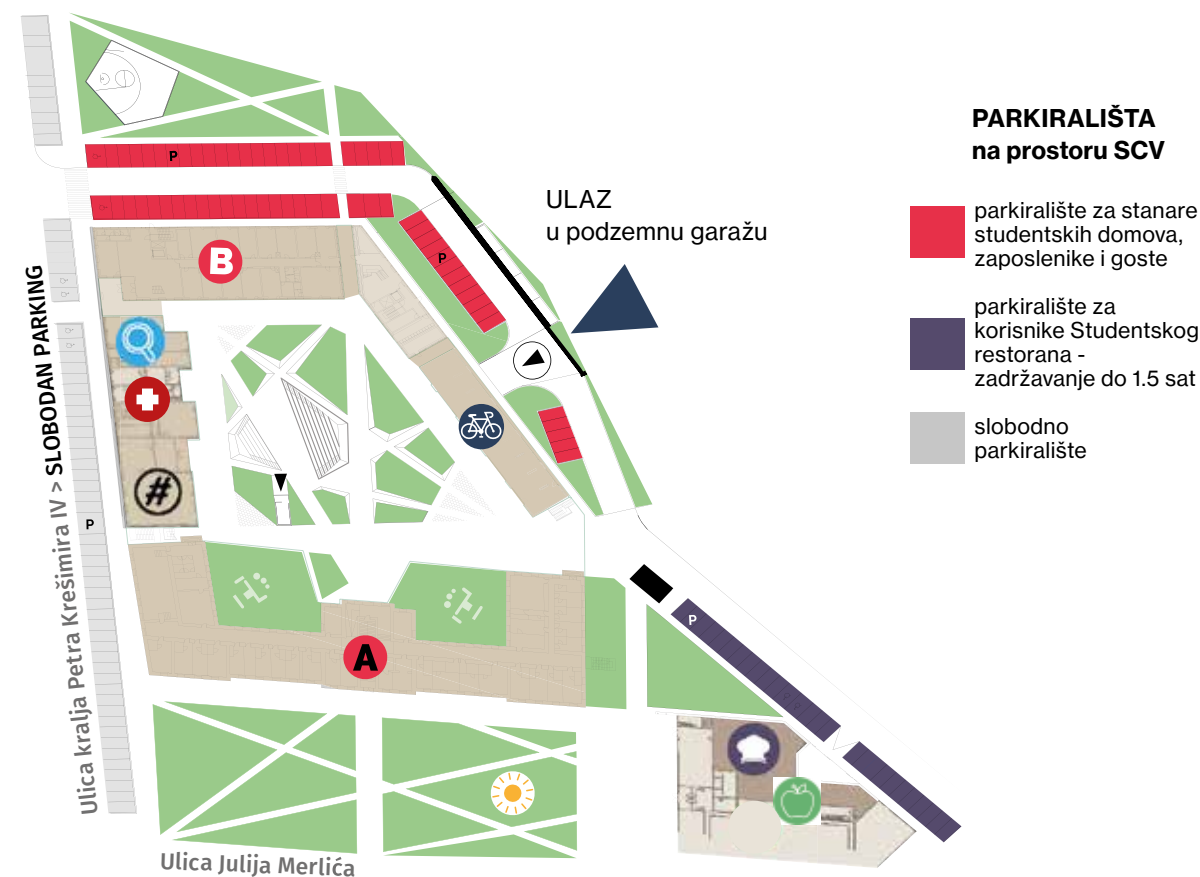 PARKIRALIŠTA
na prostoru SCV
ULAZ
u podzemnu garažu
parkiralište za stanare
studentskih domova,
zaposlenike i goste
parkiralište za
korisnike Studentskog
restorana -
zadržavanje do 1.5 sat
slobodno
parkiralište
P
P
B
#
P
P
A
Ulica kralja Petra Krešimira IV > SLOBODAN PARKING
Ulica Julija Merlića